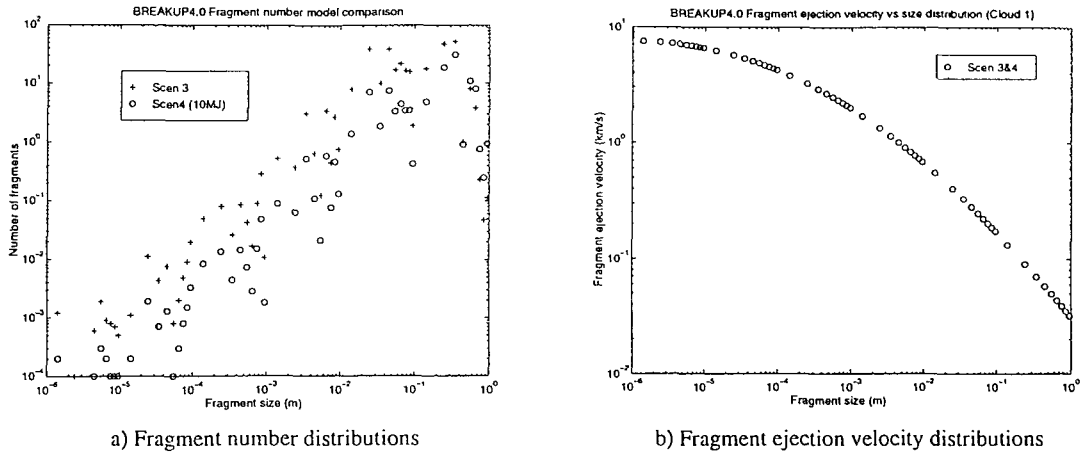 BREAKUP4.0 Fragment number model comparison
+ Scen 3
o Scen4 (10MJ)
Number of fragments
10^2
10^1
10^0
10^-1
10^-2
10^-3
10^-4
10^-6 10^-5 10^-4 10^-3 10^-2 10^-1 10^0
Fragment size (m)
a) Fragment number distributions
BREAKUP4.0 Fragment ejection velocity vs size distribution (Cloud 1)
o Scen 3&4
Fragment ejection velocity (km/s)
10^1
10^0
10^-1
10^-2
10^-6 10^-5 10^-4 10^-3 10^-2 10^-1 10^0
Fragment size (m)
b) Fragment ejection velocity distributions